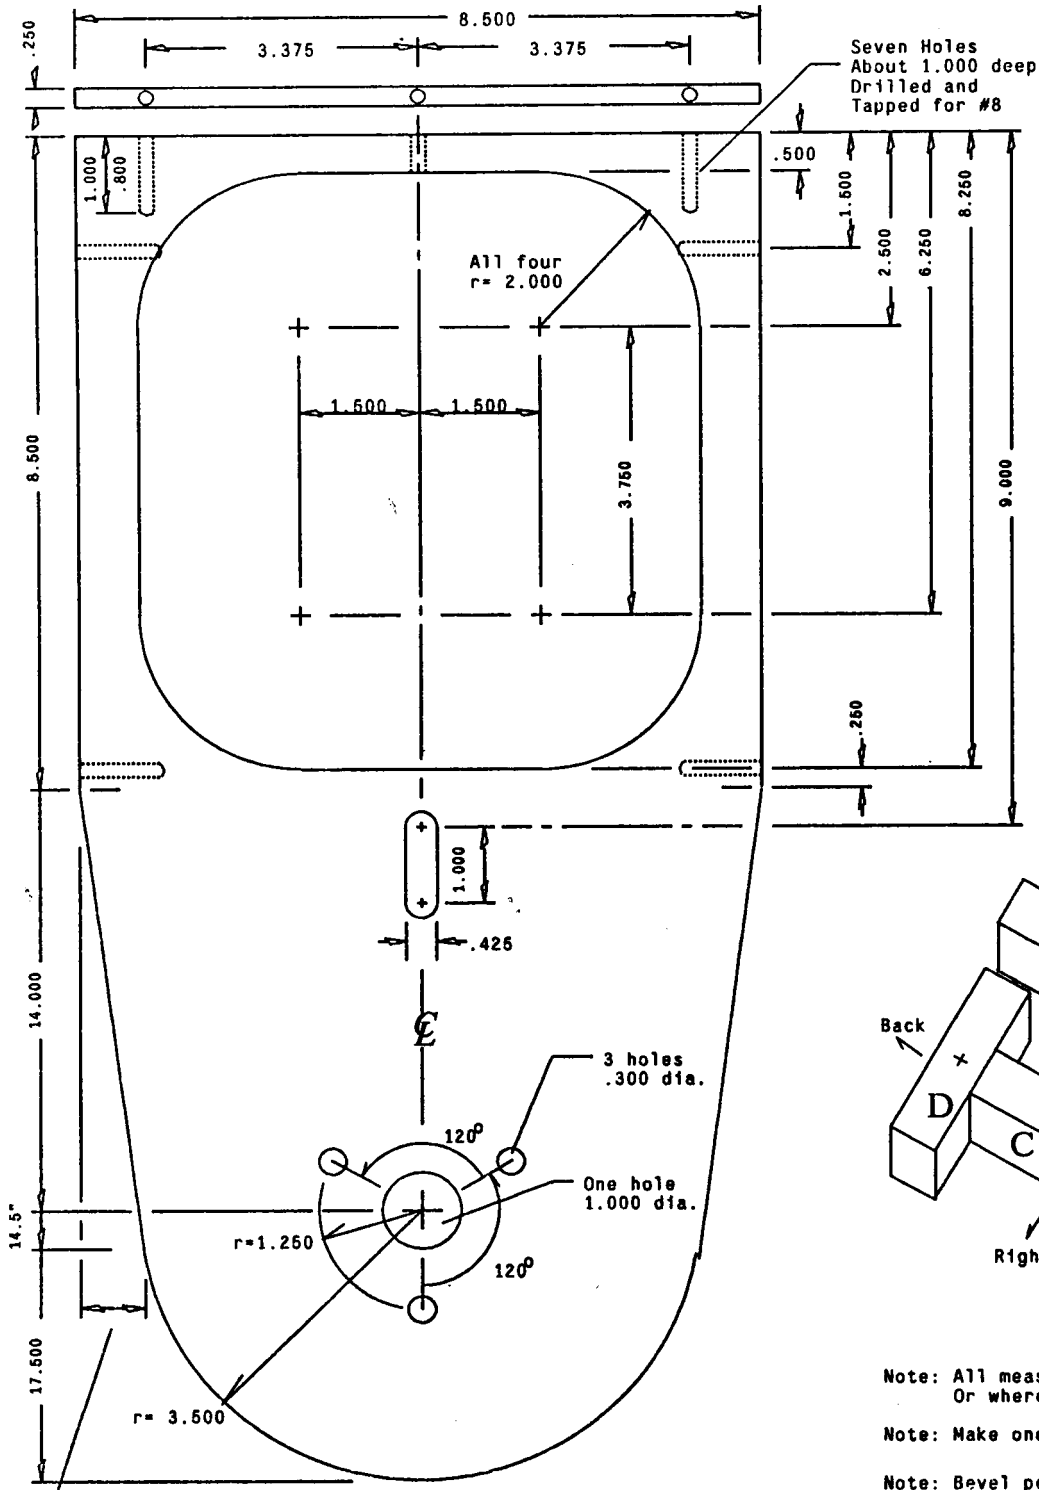 8.500
.250
3.375
3.375
Seven Holes
About 1.000 deep
Drilled and
Tapped for #8
1.000
.800
.500
1.500
2.500
6.250
8.250
All four
r= 2.000
1.500
1.500
3.750
8.500
9.000
.250
1.000
.425
14.000
CL
Back
D
C
3 holes
.300 dia.
120°
One hole
1.000 dia.
14.5"
r=1.250
120°
Righ
17.500
r= 3.500
Note: All meas
Or where
Note: Make one
Note: Bevel pe